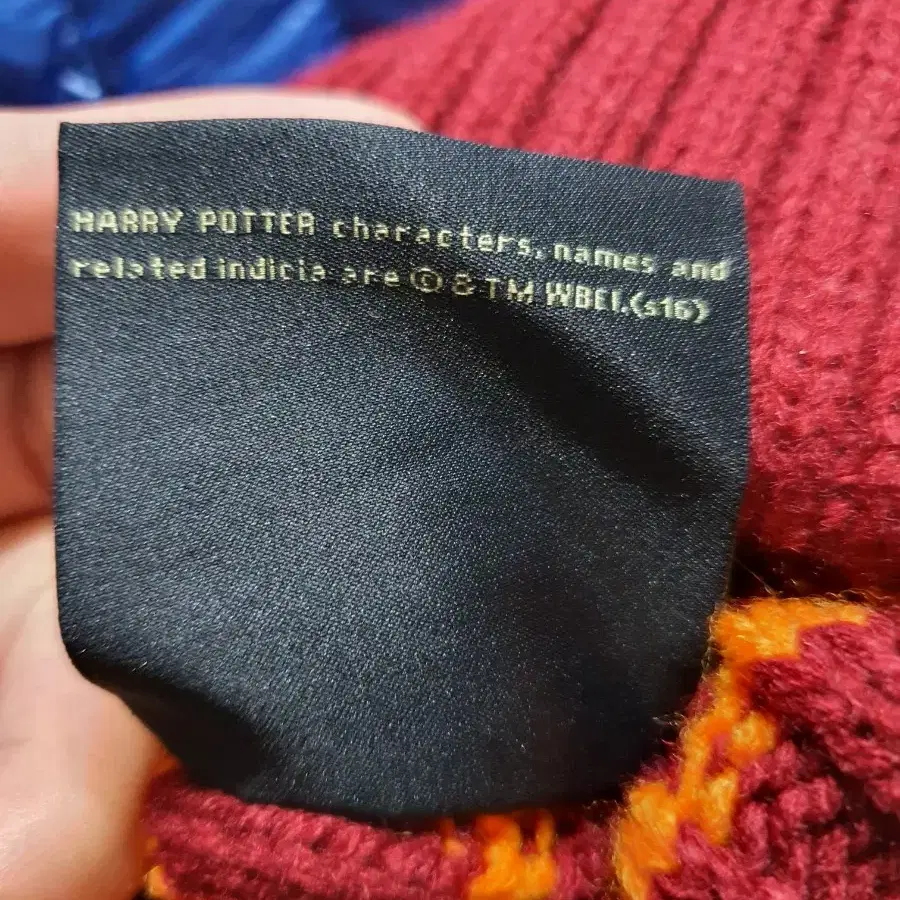 HARRY POTTER characters, names and
related indicia are © & TM WBEI.(s16)